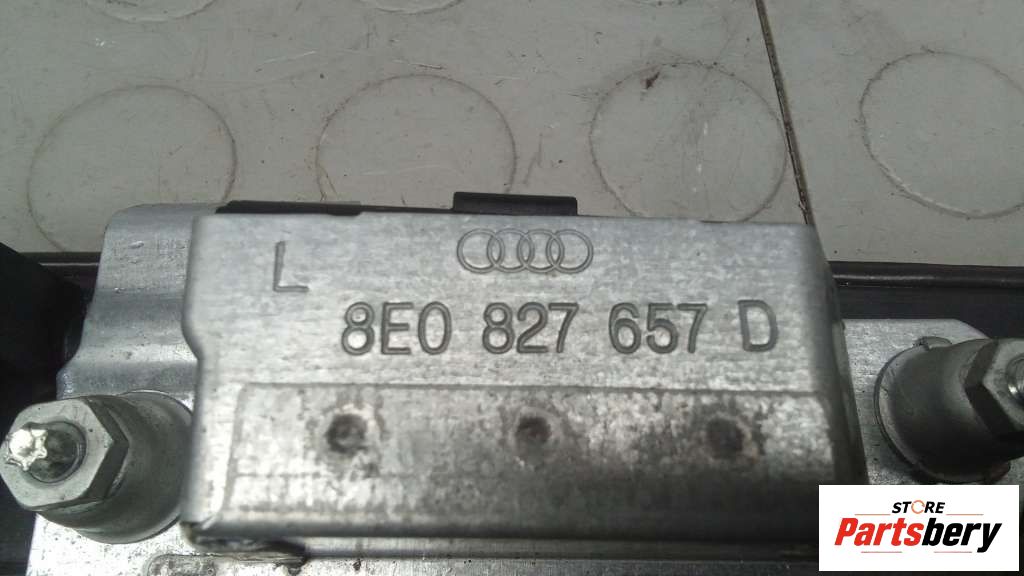 L
8E0 827 657 D
STORE
Partsbery